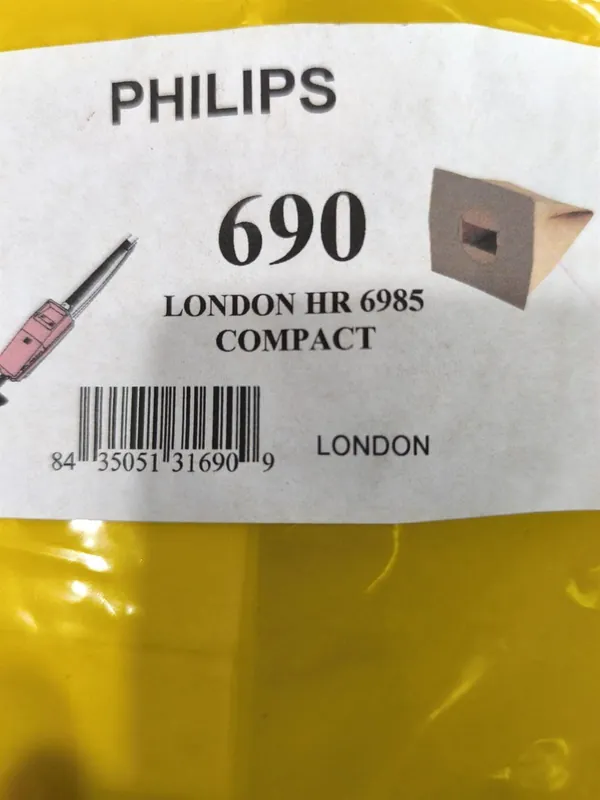 PHILIPS
690
LONDON HR 6985
COMPACT
84 35051 31690 9
LONDON